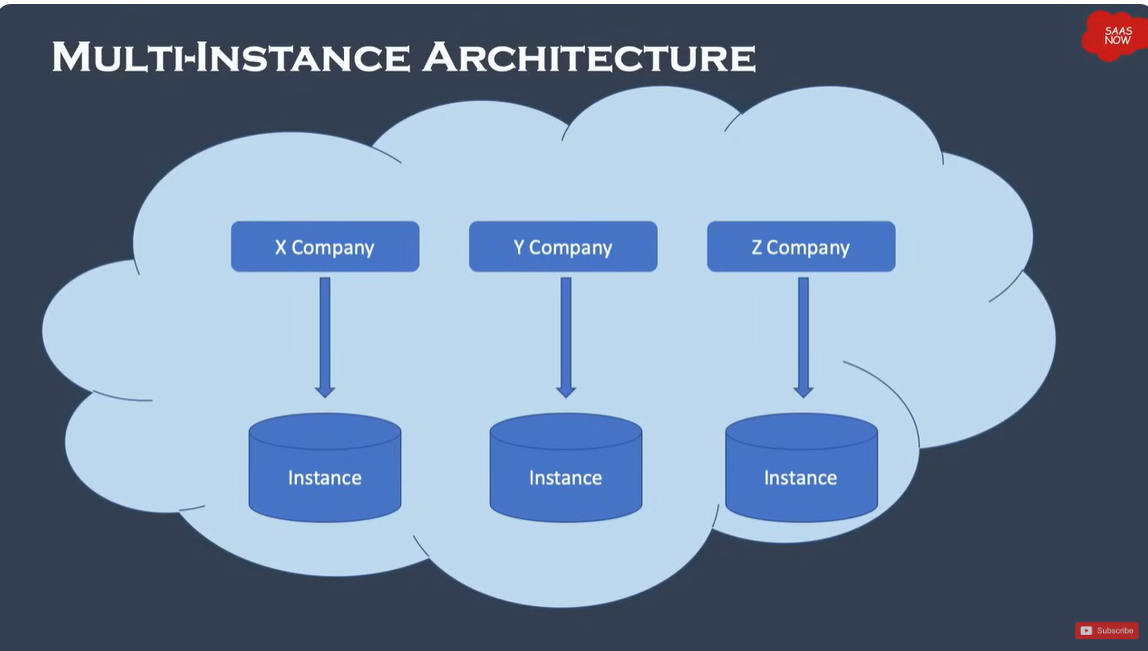 MULTI-INSTANCE ARCHITECTURE
SAAS
NOW
X Company
Y Company
Z Company
Instance
Instance
Instance
Subscribe